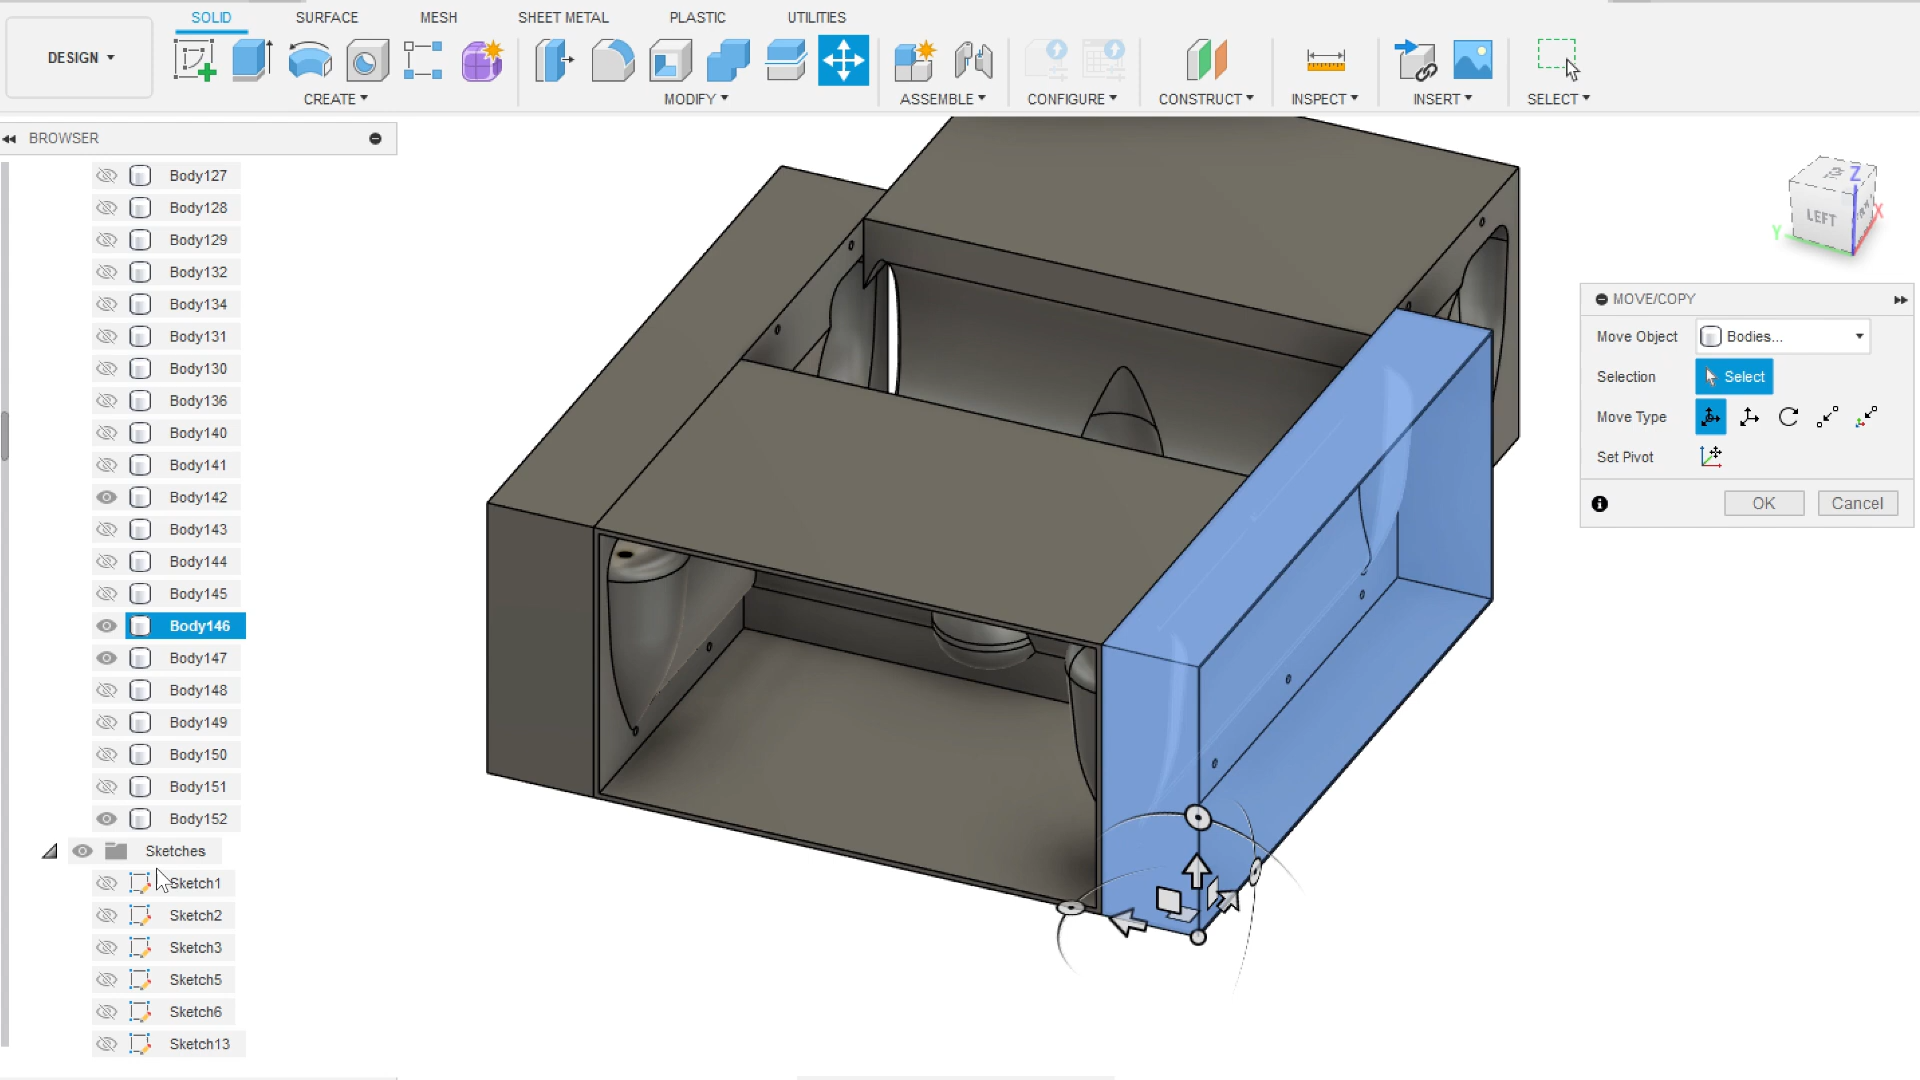 SOLID SURFACE MESH SHEET METAL PLASTIC UTILITIES
DESIGN
CREATE MODIFY ASSEMBLE CONFIGURE CONSTRUCT INSPECT INSERT SELECT
BROWSER
Body127
Body128
Body129
Body132
Body134
Body131
Body130
Body136
Body140
Body141
Body142
Body143
Body144
Body145
Body146
Body147
Body148
Body149
Body150
Body151
Body152
Sketches
Sketch1
Sketch2
Sketch3
Sketch5
Sketch6
Sketch13
Z
LEFT
X
Y
MOVE/COPY
Move Object Bodies...
Selection Select
Move Type
Set Pivot
OK Cancel